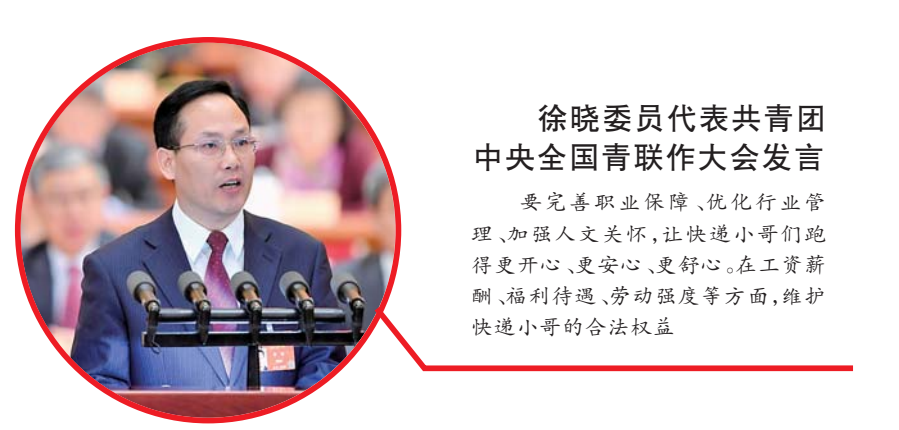 徐晓委员代表共青团
中央全国青联作大会发言
要完善职业保障、优化行业管
理、加强人文关怀,让快递小哥们跑
得更开心、更安心、更舒心。在工资薪
酬、福利待遇、劳动强度等方面,维护
快递小哥的合法权益